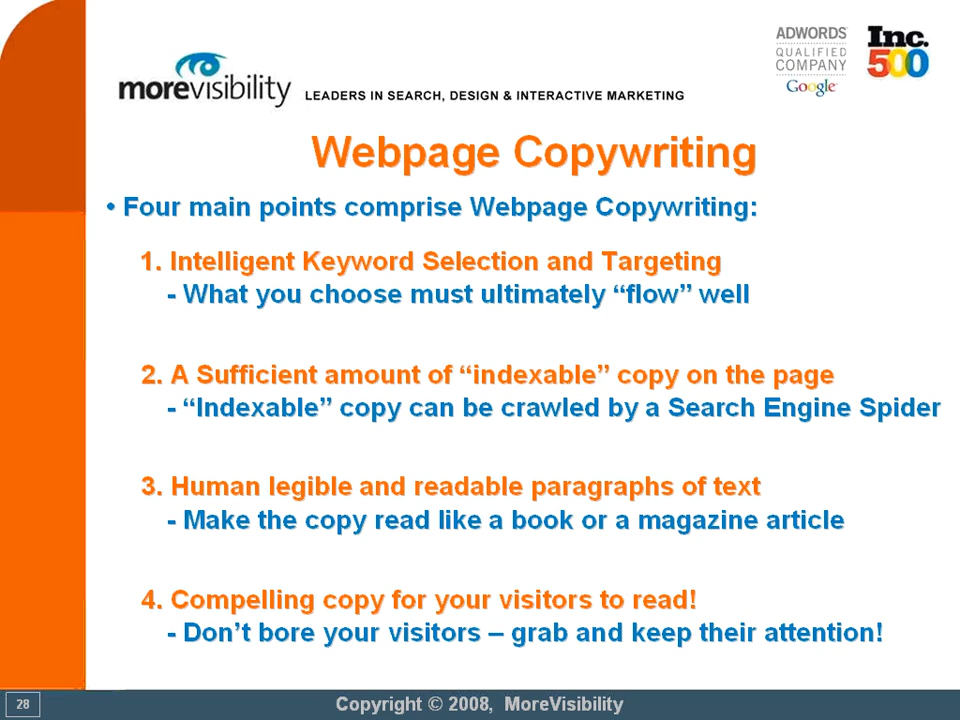 ADWORDS
QUALIFIED
COMPANY
Google
Inc.
500
morevisibility LEADERS IN SEARCH, DESIGN & INTERACTIVE MARKETING
Webpage Copywriting
• Four main points comprise Webpage Copywriting:
1. Intelligent Keyword Selection and Targeting
- What you choose must ultimately “flow” well
2. A Sufficient amount of “indexable” copy on the page
- “Indexable” copy can be crawled by a Search Engine Spider
3. Human legible and readable paragraphs of text
- Make the copy read like a book or a magazine article
4. Compelling copy for your visitors to read!
- Don’t bore your visitors – grab and keep their attention!
28
Copyright © 2008, MoreVisibility